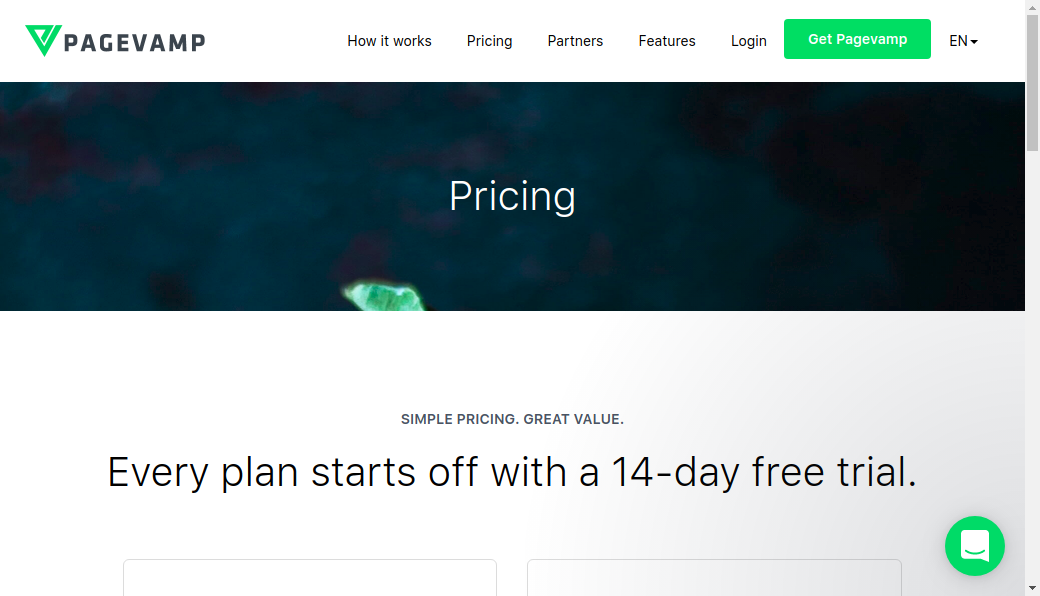 PAGEVAMP
How it works Pricing Partners Features Login Get Pagevamp EN
Pricing
SIMPLE PRICING. GREAT VALUE.
Every plan starts off with a 14-day free trial.